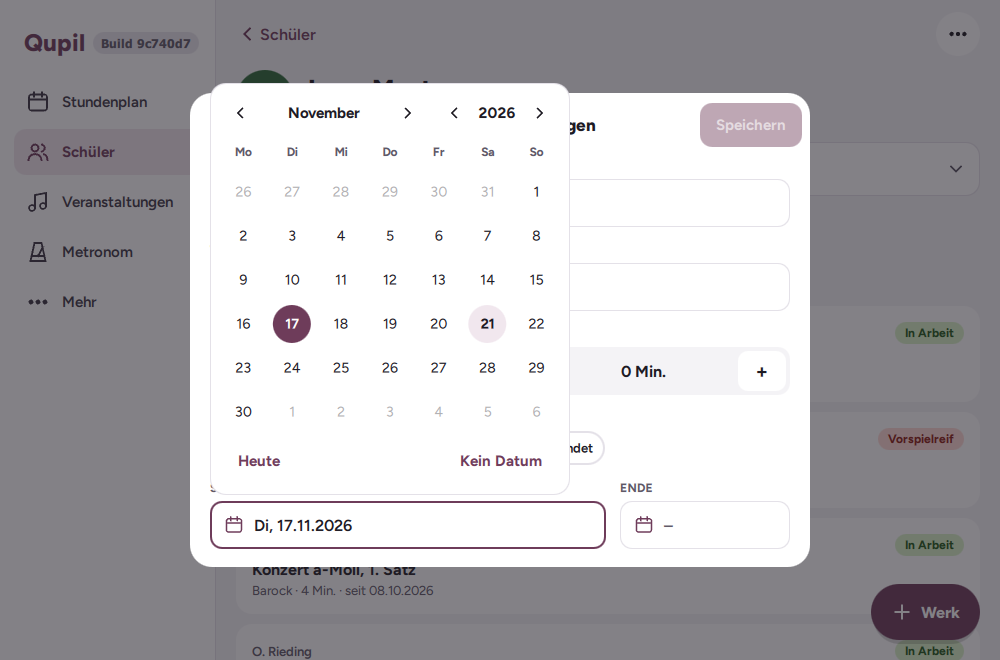 Qupil
Build 9c740d7
Schüler
Stundenplan
Schüler
Veranstaltungen
Metronom
Mehr
November
2026
Speichern
Mo Di Mi Do Fr Sa So
26 27 28 29 30 31 1
2 3 4 5 6 7 8
9 10 11 12 13 14 15
16 17 18 19 20 21 22
23 24 25 26 27 28 29
30 1 2 3 4 5 6
Heute
Kein Datum
0 Min.
+
ENDE
Di, 17.11.2026
–
In Arbeit
Vorspielreif
In Arbeit
Konzert a-Moll, 1. Satz
Barock · 4 Min. · seit 08.10.2026
Werk
O. Rieding
In Arbeit